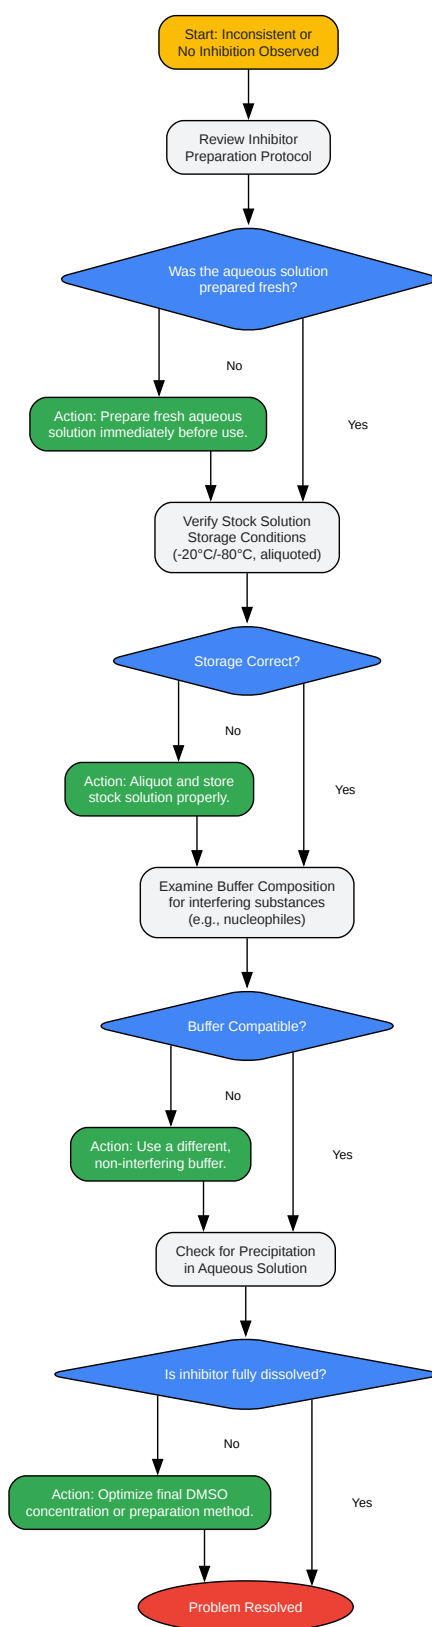 Start: Inconsistent or
No Inhibition Observed
Review Inhibitor
Preparation Protocol
Was the aqueous solution
prepared fresh?
No
Action: Prepare fresh aqueous
solution immediately before use.
Yes
Verify Stock Solution
Storage Conditions
(-20°C/-80°C, aliquoted)
Storage Correct?
No
Action: Aliquot and store
stock solution properly.
Yes
Examine Buffer Composition
for interfering substances
(e.g., nucleophiles)
Buffer Compatible?
No
Action: Use a different,
non-interfering buffer.
Yes
Check for Precipitation
in Aqueous Solution
Is inhibitor fully dissolved?
No
Action: Optimize final DMSO
concentration or preparation method.
Yes
Problem Resolved